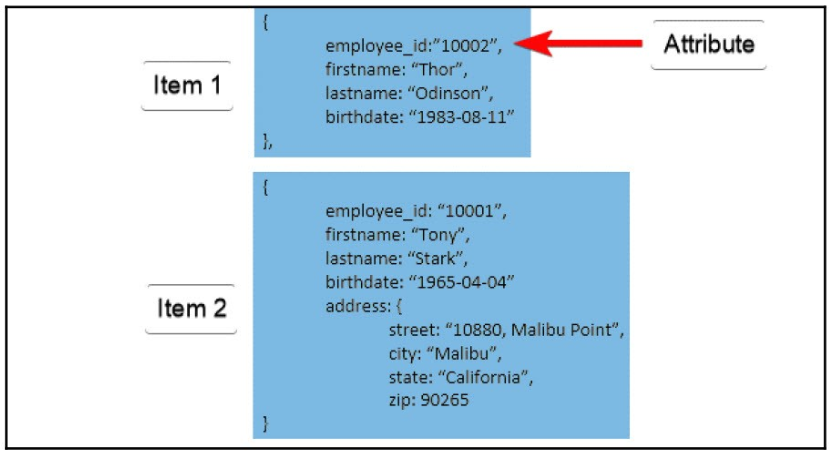 {
employee_id:”10002”,
Attribute
firstname: “Thor”,
Item 1
lastname: “Odinson”,
birthdate: “1983-08-11”
},
{
employee_id: “10001”,
firstname: “Tony”,
lastname: “Stark”,
birthdate: “1965-04-04”
Item 2
address: {
street: “10880, Malibu Point”,
city: “Malibu”,
state: “California”,
zip: 90265
}